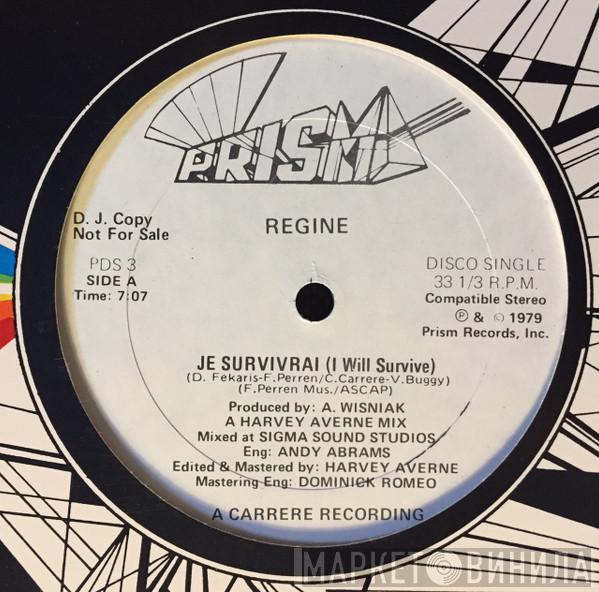 PRISM
REGINE
D. J. Copy
Not For Sale
PDS 3
SIDE A
Time: 7:07
DISCO SINGLE
33 1/3 R.P.M.
Compatible Stereo
Ⓟ & © 1979
Prism Records, Inc.
JE SURVIVRAI (I Will Survive)
(D. Fekaris-F. Perren/C. Carrere-V. Buggy)
(F. Perren Mus./ASCAP)
Produced by: A. WISNIAK
A HARVEY AVERNE MIX
Mixed at SIGMA SOUND STUDIOS
Eng: ANDY ABRAMS
Edited & Mastered by: HARVEY AVERNE
Mastering Eng: DOMINICK ROMEO
A CARRERE RECORDING
МАРКЕТ ВИНИЛА